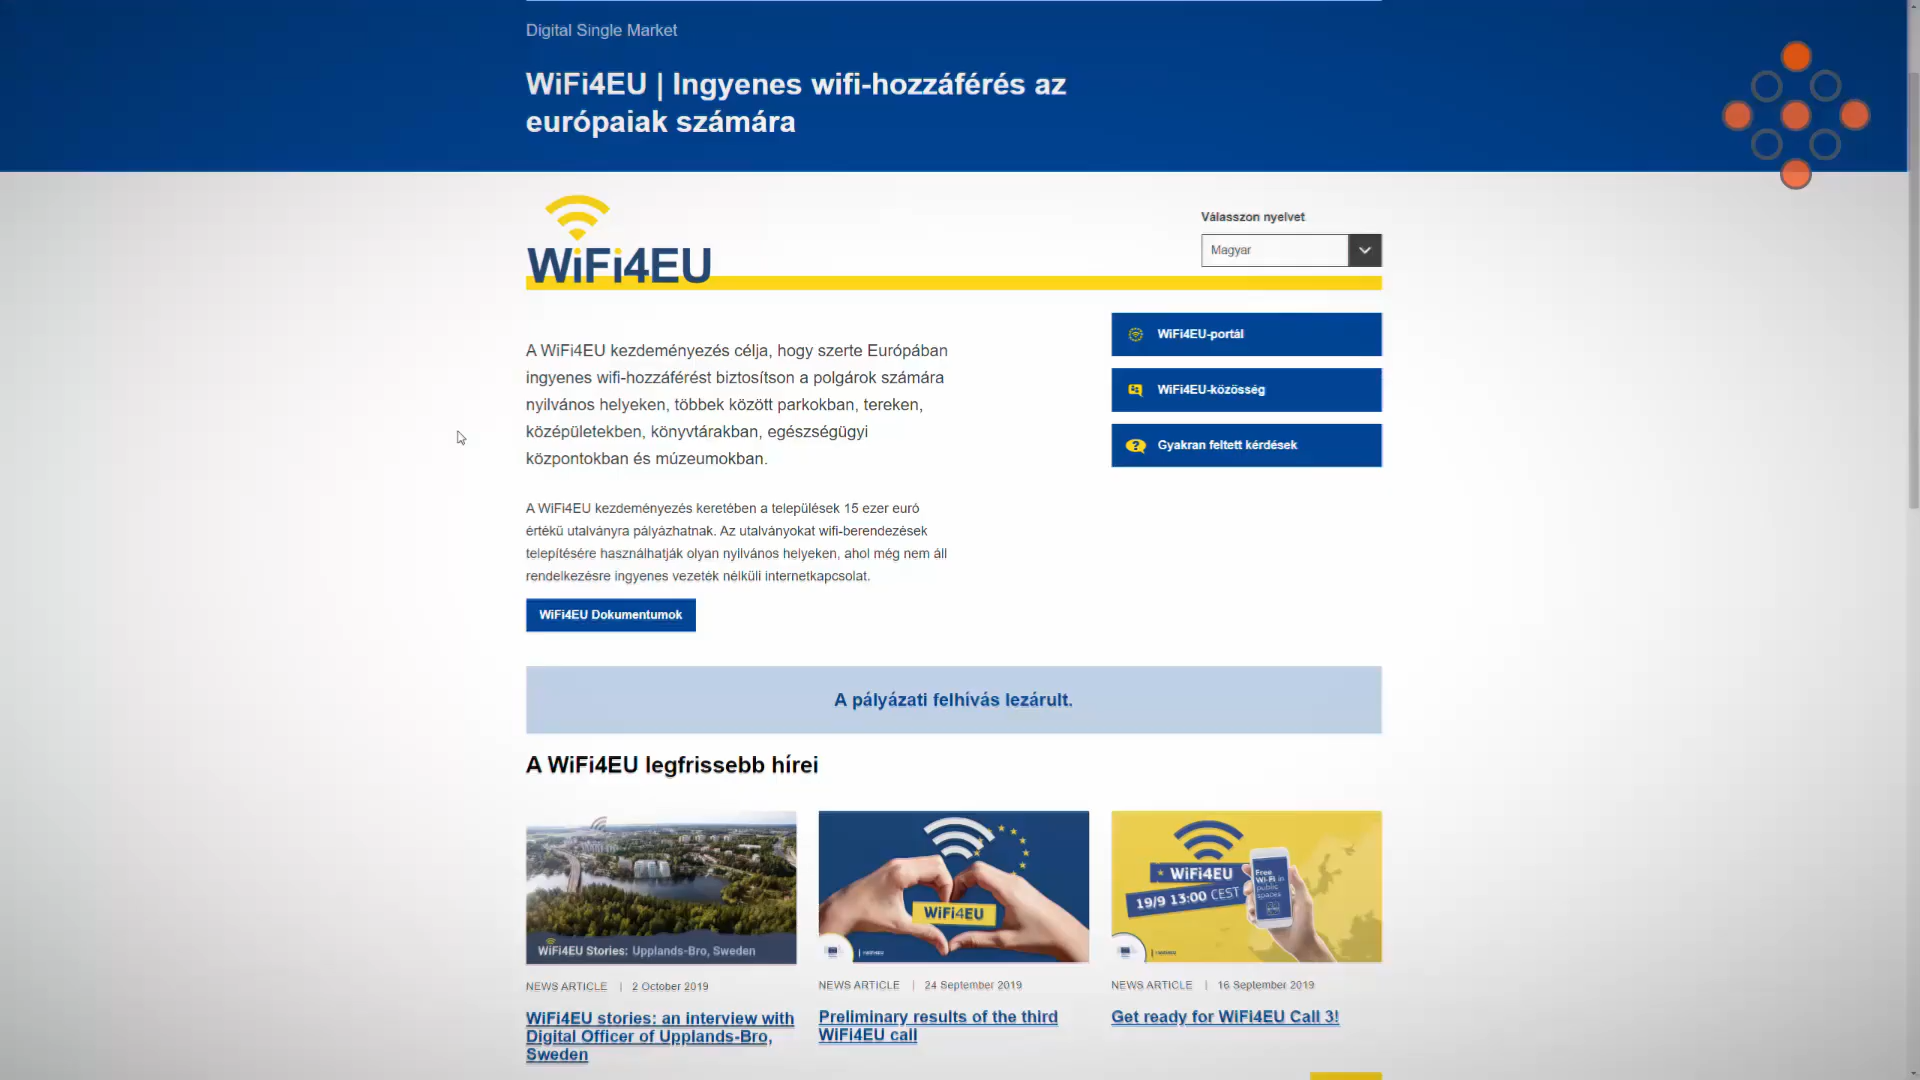 Digital Single Market
WiFi4EU | Ingyenes wifi-hozzáférés az
európaiak számára
WiFi4EU
Válasszon nyelvet
Magyar
A WiFi4EU kezdeményezés célja, hogy szerte Európában
ingyenes wifi-hozzáférést biztosítson a polgárok számára
nyilvános helyeken, többek között parkokban, tereken,
középületekben, könyvtárakban, egészségügyi
központokban és múzeumokban.
WiFi4EU-portál
WiFi4EU-közösség
Gyakran feltett kérdések
A WiFi4EU kezdeményezés keretében a települések 15 ezer euró
értékű utalványra pályázhatnak. Az utalványokat wifi-berendezések
telepítésére használhatják olyan nyilvános helyeken, ahol még nem áll
rendelkezésre ingyenes vezeték nélküli internetkapcsolat.
WiFi4EU Dokumentumok
A pályázati felhívás lezárult.
A WiFi4EU legfrissebb hírei
WiFi4EU Stories: Upplands-Bro, Sweden
NEWS ARTICLE | 2 October 2019
WiFi4EU stories: an interview with
Digital Officer of Upplands-Bro,
Sweden
WiFi4EU
NEWS ARTICLE | 24 September 2019
Preliminary results of the third
WiFi4EU call
WiFi4EU
19/9 13:00 CEST
Free
Wi-Fi in
public
spaces
NEWS ARTICLE | 16 September 2019
Get ready for WiFi4EU Call 3!